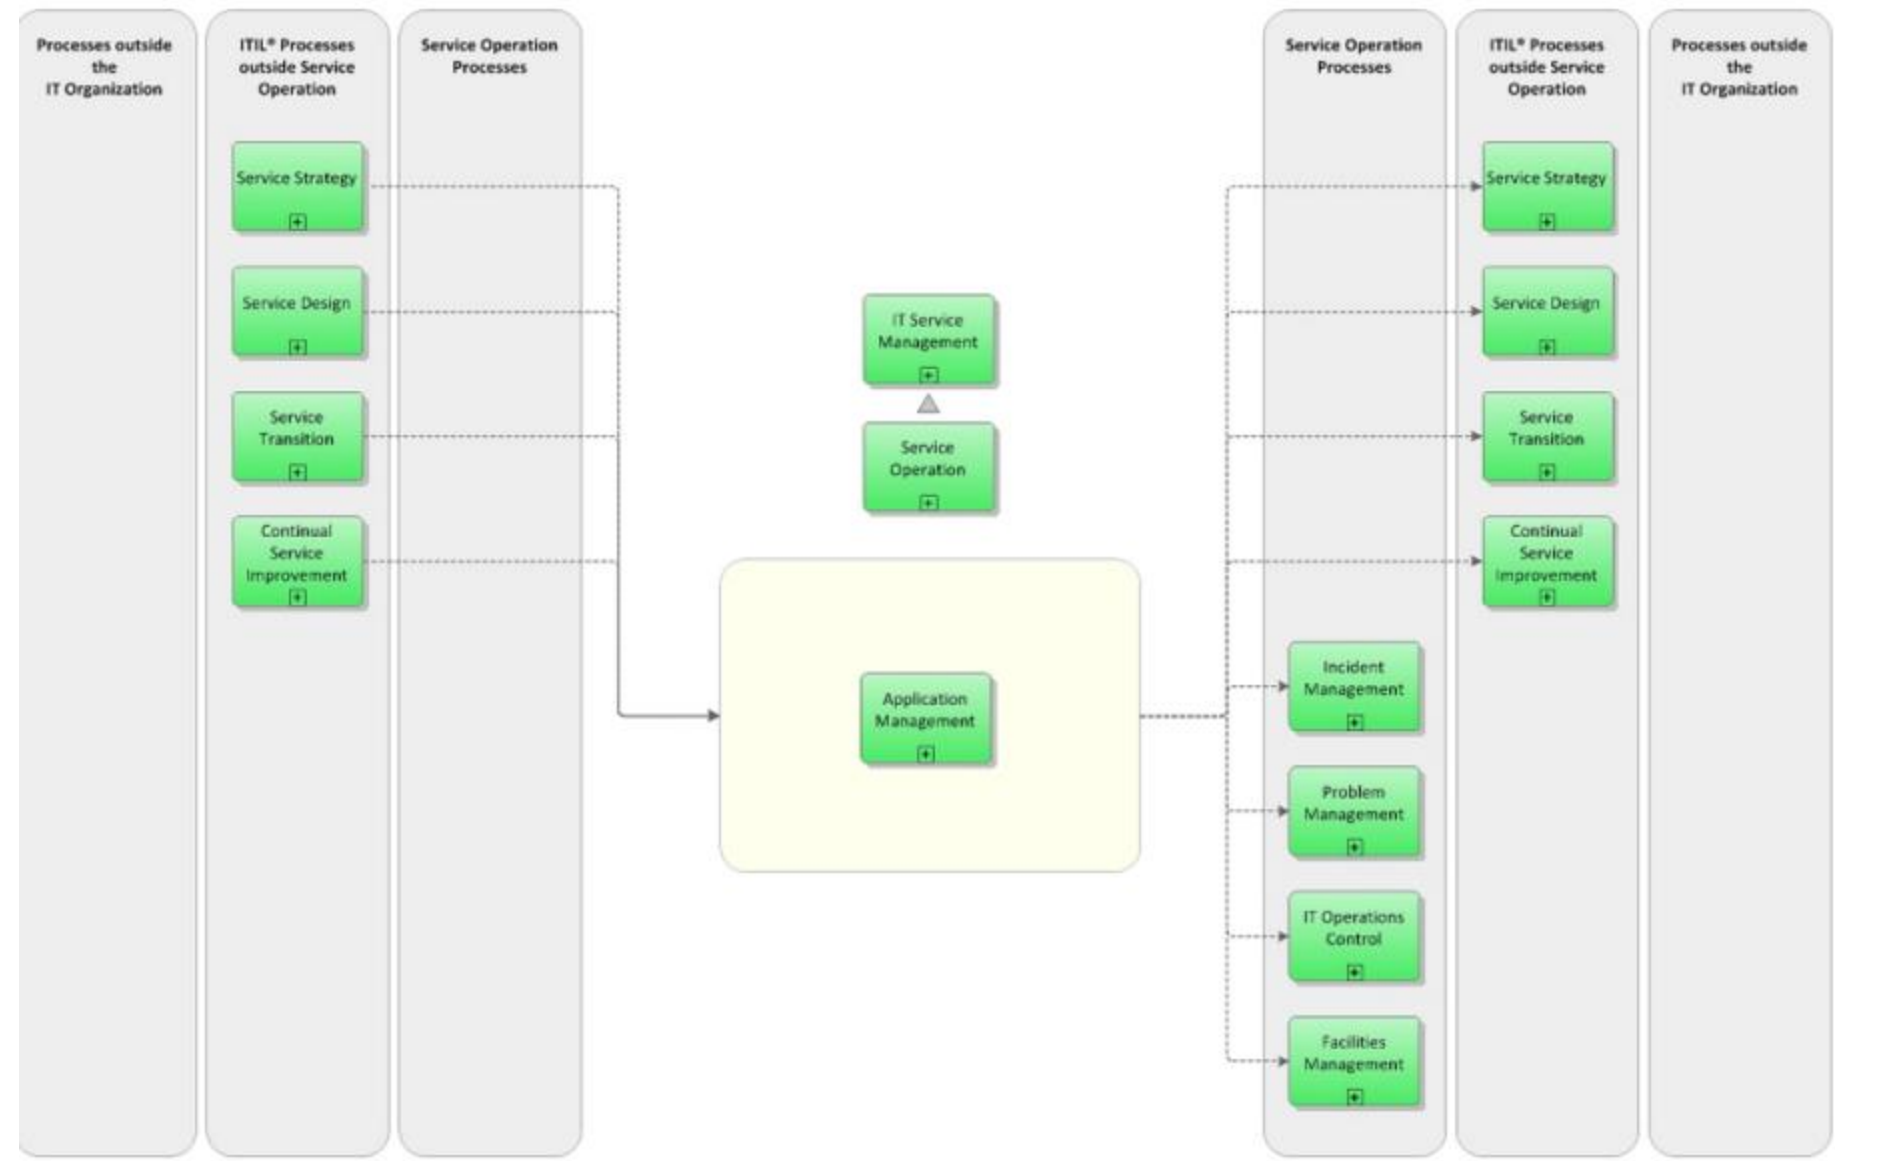 Processes outside
the
IT Organization
ITIL® Processes
outside Service
Operation
Service Operation
Processes
Service Operation
Processes
ITIL® Processes
outside Service
Operation
Processes outside
the
IT Organization
Service Strategy
Service Design
Service
Transition
Continual
Service
Improvement
IT Service
Management
Service
Operation
Application
Management
Service Strategy
Service Design
Service
Transition
Continual
Service
Improvement
Incident
Management
Problem
Management
IT Operations
Control
Facilities
Management